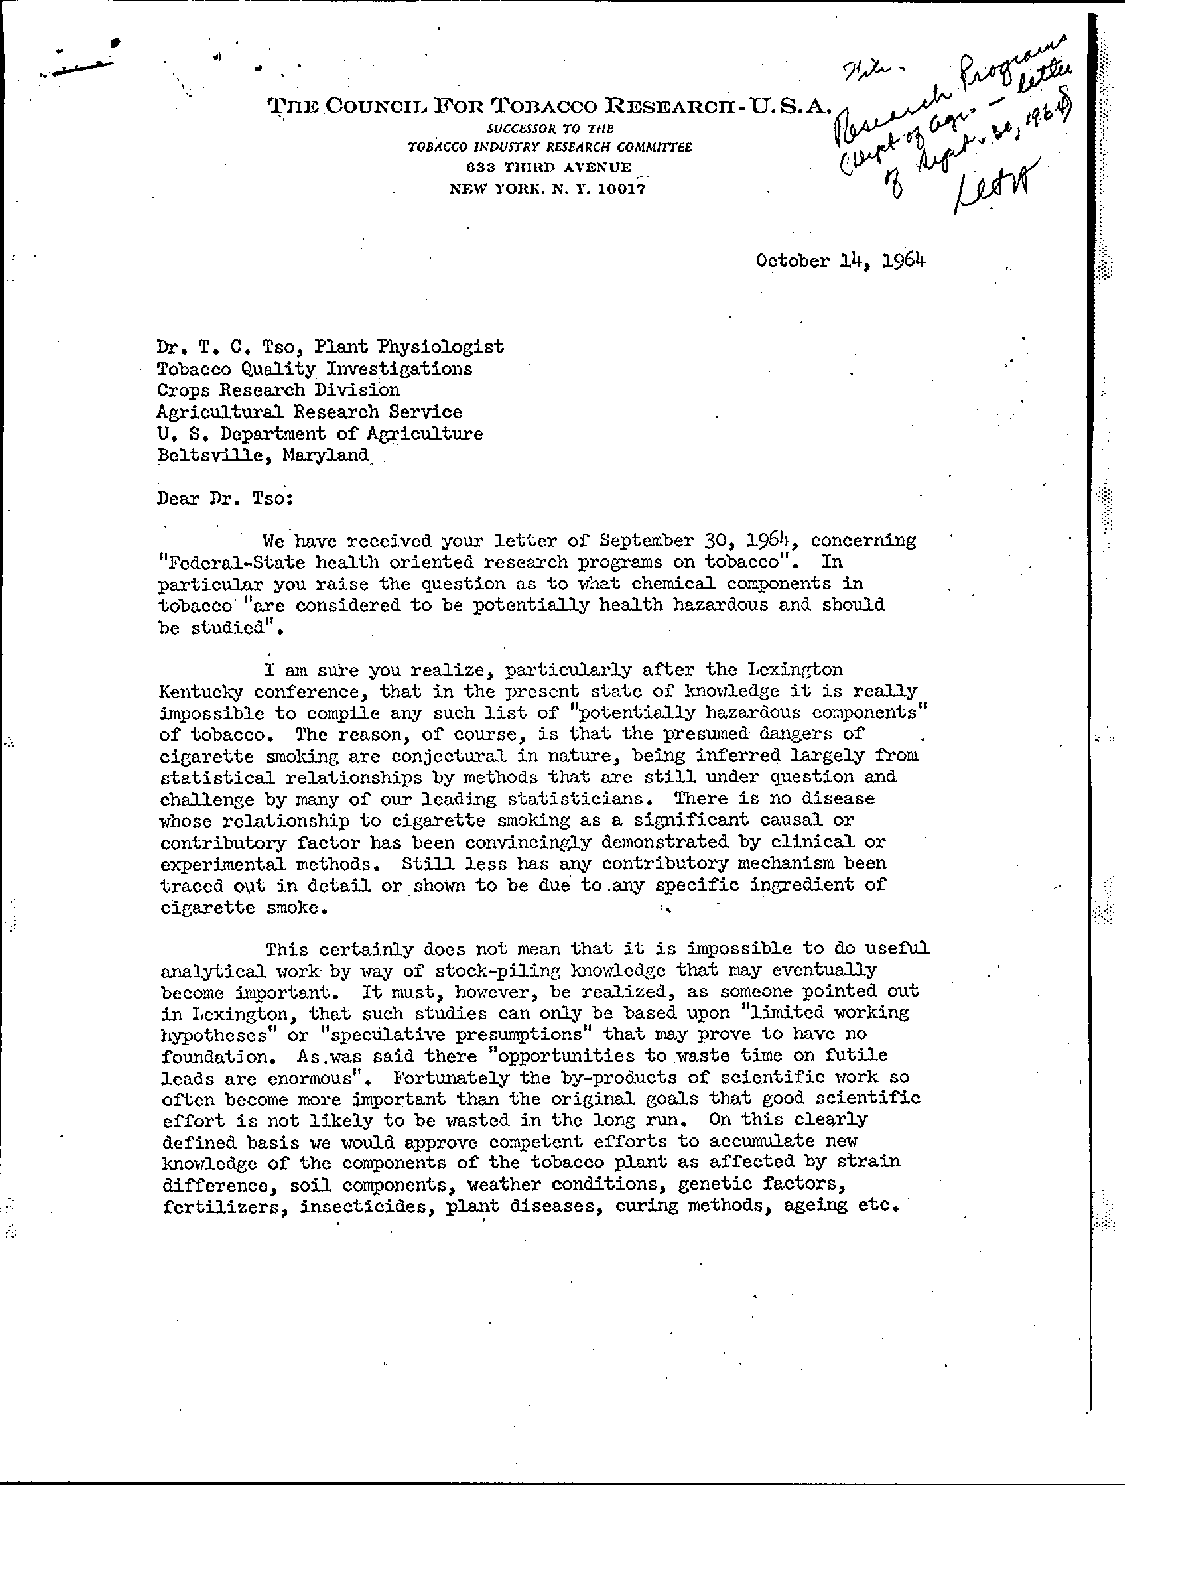 THE COUNCIL FOR TOBACCO RESEARCH-U.S.A.
SUCCESSOR TO THE
TOBACCO INDUSTRY RESEARCH COMMITTEE
633 THIRD AVENUE
NEW YORK, N. Y. 10017
File.
Research Programs
(Dept of Agr. - letter
of Sept. 30, 1964)
October 14, 1964
Dr. T. C. Tso, Plant Physiologist
Tobacco Quality Investigations
Crops Research Division
Agricultural Research Service
U. S. Department of Agriculture
Beltsville, Maryland
Dear Dr. Tso:
We have received your letter of September 30, 1964, concerning
"Federal-State health oriented research programs on tobacco". In
particular you raise the question as to what chemical components in
tobacco "are considered to be potentially health hazardous and should
be studied".
I am sure you realize, particularly after the Lexington
Kentucky conference, that in the present state of knowledge it is really
impossible to compile any such list of "potentially hazardous components"
of tobacco. The reason, of course, is that the presumed dangers of
cigarette smoking are conjectural in nature, being inferred largely from
statistical relationships by methods that are still under question and
challenge by many of our leading statisticians. There is no disease
whose relationship to cigarette smoking as a significant causal or
contributory factor has been convincingly demonstrated by clinical or
experimental methods. Still less has any contributory mechanism been
traced out in detail or shown to be due to any specific ingredient of
cigarette smoke.
This certainly does not mean that it is impossible to do useful
analytical work by way of stock-piling knowledge that may eventually
become important. It must, however, be realized, as someone pointed out
in Lexington, that such studies can only be based upon "limited working
hypotheses" or "speculative presumptions" that may prove to have no
foundation. As was said there "opportunities to waste time on futile
leads are enormous". Fortunately the by-products of scientific work so
often become more important than the original goals that good scientific
effort is not likely to be wasted in the long run. On this clearly
defined basis we would approve competent efforts to accumulate new
knowledge of the components of the tobacco plant as affected by strain
difference, soil components, weather conditions, genetic factors,
fertilizers, insecticides, plant diseases, curing methods, ageing etc.